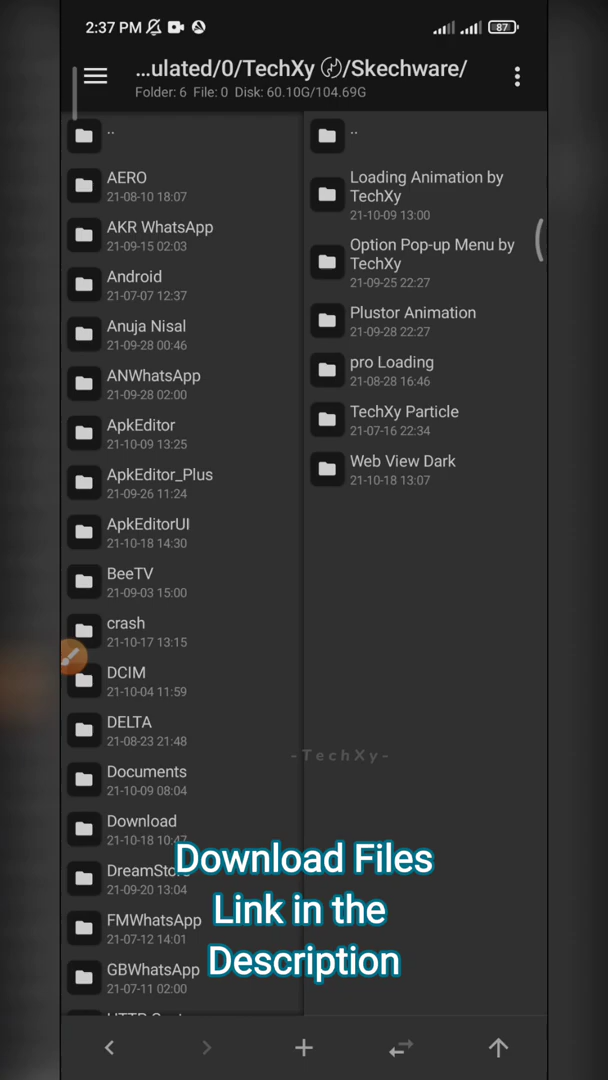 2:37 PM
87
...ulated/0/TechXy /Skechware/
Folder: 6 File: 0 Disk: 60.10G/104.69G
..
AERO
21-08-10 18:07
AKR WhatsApp
21-09-15 02:03
Android
21-07-07 12:37
Anuja Nisal
21-09-28 00:46
ANWhatsApp
21-09-28 02:00
ApkEditor
21-10-09 13:25
ApkEditor_Plus
21-09-26 11:24
ApkEditorUI
21-10-18 14:30
BeeTV
21-09-03 15:00
crash
21-10-17 13:15
DCIM
21-10-04 11:59
DELTA
21-08-23 21:48
Documents
21-10-09 08:04
Download
21-10-18 10:47
21-09-20 13:04
FMWhatsApp
21-07-12 14:01
GBWhatsApp
21-07-11 02:00
..
Loading Animation by
TechXy
21-10-09 13:00
Option Pop-up Menu by
TechXy
21-09-25 22:27
Plustor Animation
21-09-28 22:27
pro Loading
21-08-28 16:46
TechXy Particle
21-07-16 22:34
Web View Dark
21-10-18 13:07
-TechXy-
Download Files
Link in the
Description